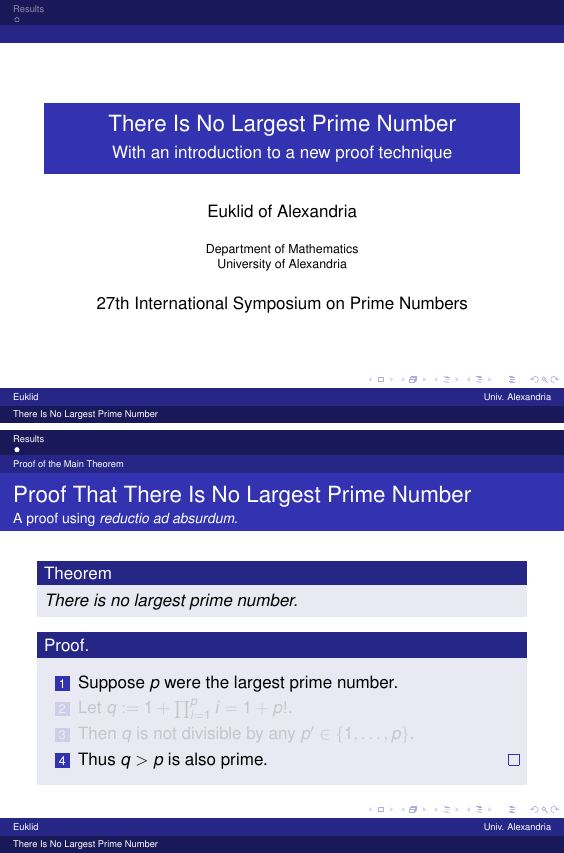 Results
There Is No Largest Prime Number
With an introduction to a new proof technique
Euklid of Alexandria
Department of Mathematics
University of Alexandria
27th International Symposium on Prime Numbers
Euklid Univ. Alexandria
There Is No Largest Prime Number
Results
Proof of the Main Theorem
Proof That There Is No Largest Prime Number
A proof using reductio ad absurdum.
Theorem
There is no largest prime number.
Proof.
1 Suppose p were the largest prime number.
2 Let q := 1 + ∏_{i=1}^{p} i = 1 + p!.
3 Then q is not divisible by any p′ ∈ {1, . . . , p}.
4 Thus q > p is also prime.
Euklid Univ. Alexandria
There Is No Largest Prime Number